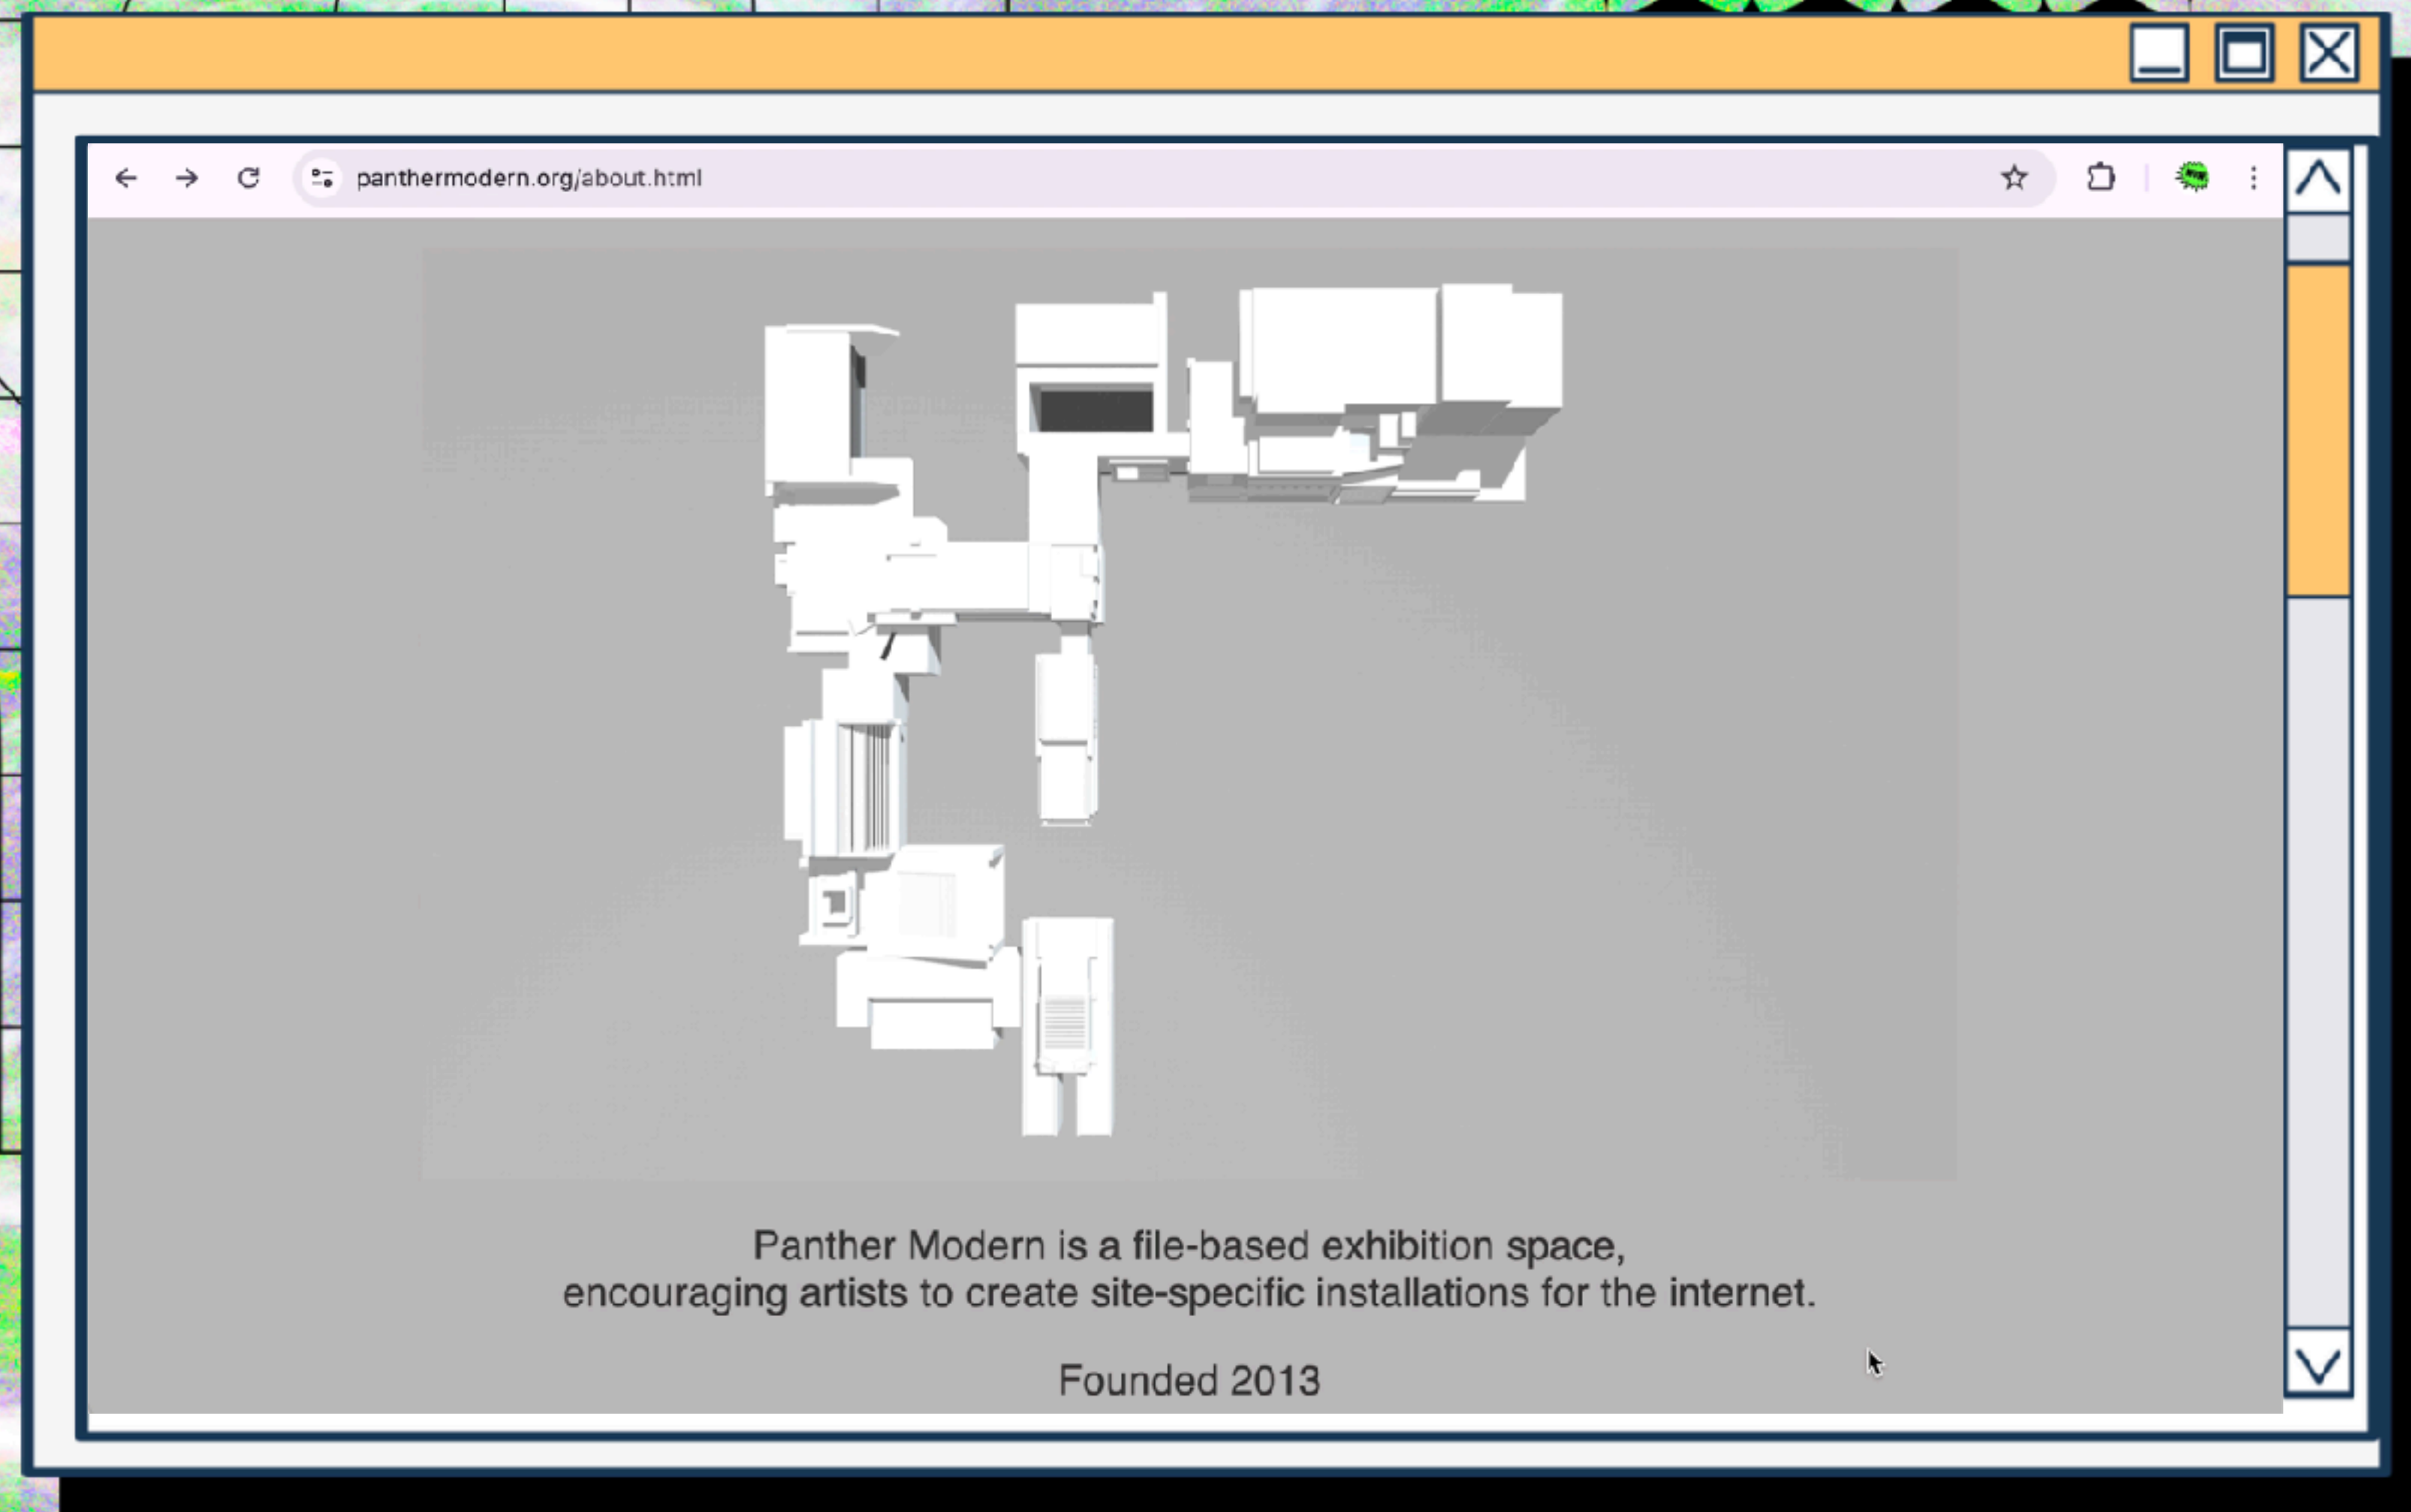 panthermodern.org/about.html
Panther Modern is a file-based exhibition space,
encouraging artists to create site-specific installations for the internet.
Founded 2013